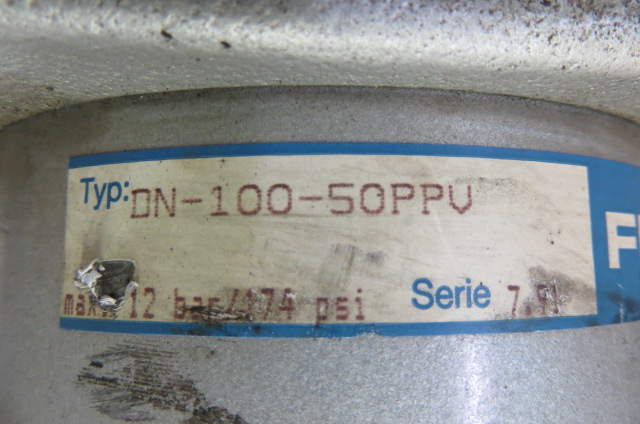 Typ: DN-100-50PPV
max. 12 bar/174 psi Serie